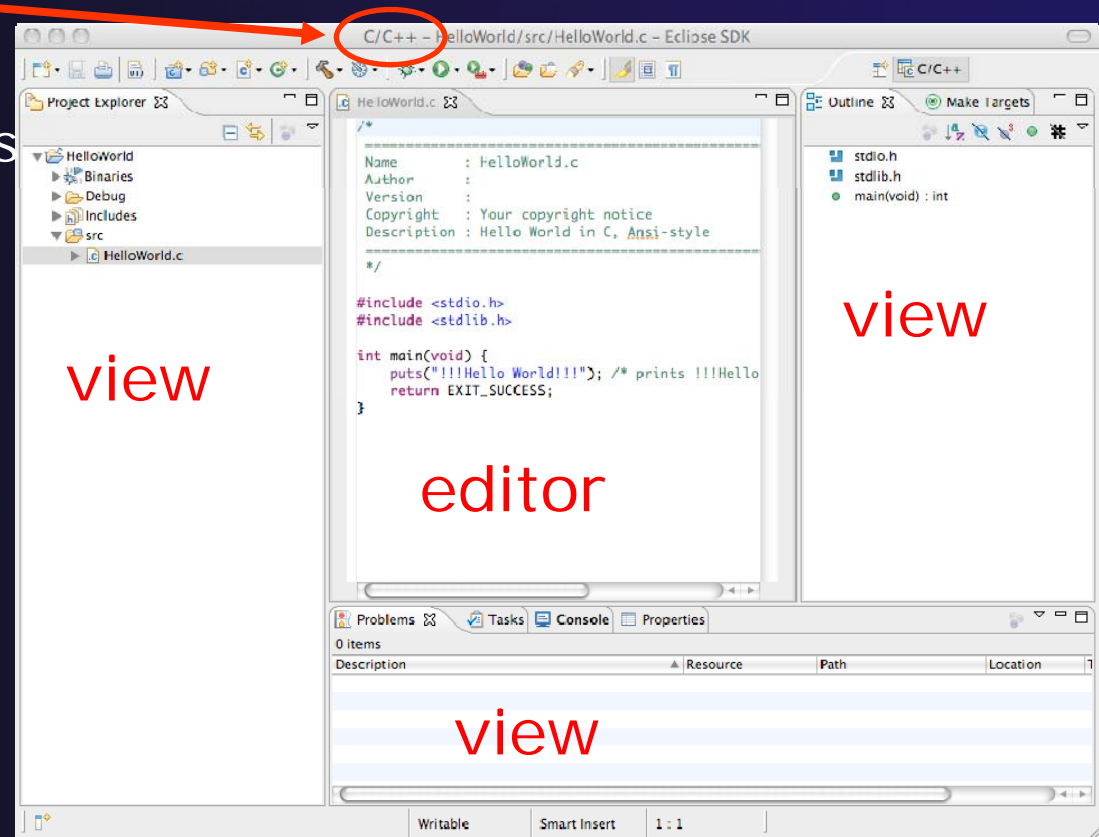 C/C++ – HelloWorld/src/HelloWorld.c – Eclipse SDK
C/C++
s
Project Explorer
HelloWorld
Binaries
Debug
Includes
src
HelloWorld.c
view
HelloWorld.c
/*
Name : HelloWorld.c
Author :
Version :
Copyright : Your copyright notice
Description : Hello World in C, Ansi-style
*/
#include <stdio.h>
#include <stdlib.h>
int main(void) {
puts("!!!Hello World!!!"); /* prints !!!Hello
return EXIT_SUCCESS;
}
editor
Outline
Make Targets
stdio.h
stdlib.h
main(void) : int
view
Problems
Tasks
Console
Properties
0 items
Description Resource Path Location T
view
Writable Smart Insert 1 : 1